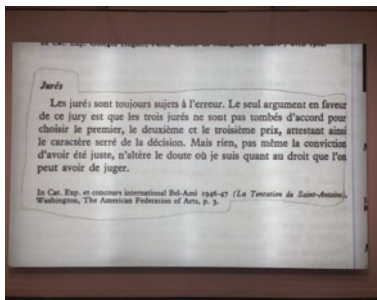 Jurés
Les jurés sont toujours sujets à l'erreur. Le seul argument en faveur
de ce jury est que les trois jurés ne sont pas tombés d'accord pour
choisir le premier, le deuxième et le troisième prix, attestant ainsi
le caractère serré de la décision. Mais rien, pas même la conviction
d'avoir été juste, n'altère le doute où je suis quant au droit que l'on
peut avoir de juger.
In Cat. Exp. et concours international Bel-Ami 1946-47 (La Tentation de Saint-Antoine),
Washington, The American Federation of Arts, p. 3.